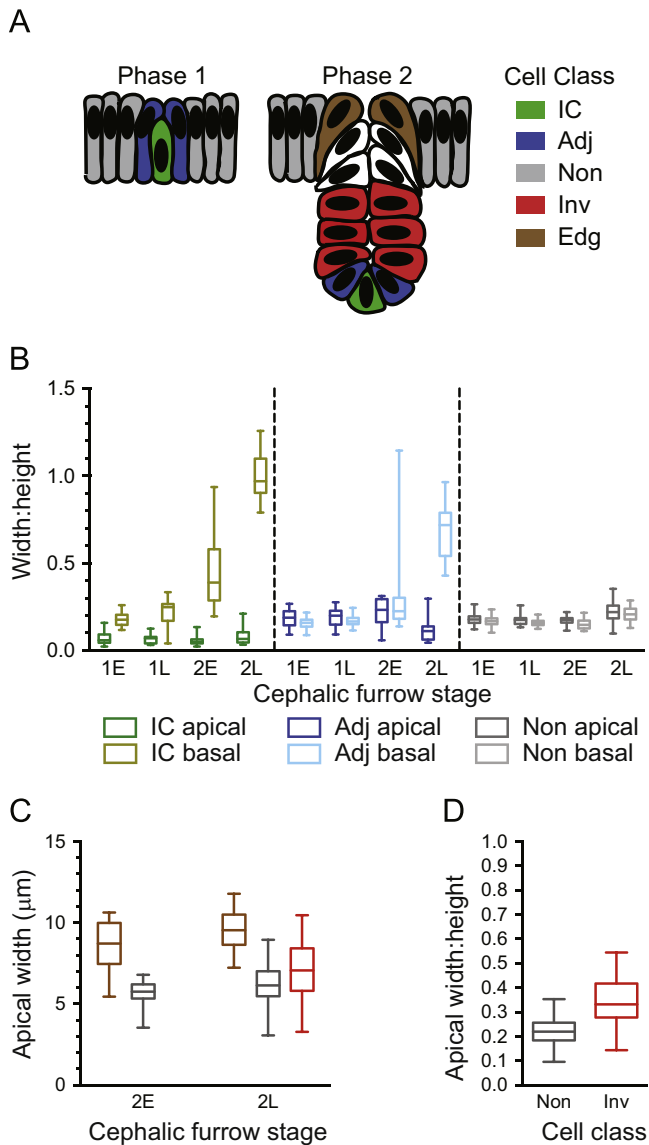 A
Phase 1
Phase 2
Cell Class
IC
Adj
Non
Inv
Edg
B
Width:height
1.5
1.0
0.5
0.0
1E 1L 2E 2L 1E 1L 2E 2L 1E 1L 2E 2L
Cephalic furrow stage
IC apical
Adj apical
Non apical
IC basal
Adj basal
Non basal
C
Apical width (μm)
15
10
5
0
2E 2L
Cephalic furrow stage
D
Apical width:height
1.0
0.9
0.8
0.7
0.6
0.5
0.4
0.3
0.2
0.1
0.0
Non Inv
Cell class